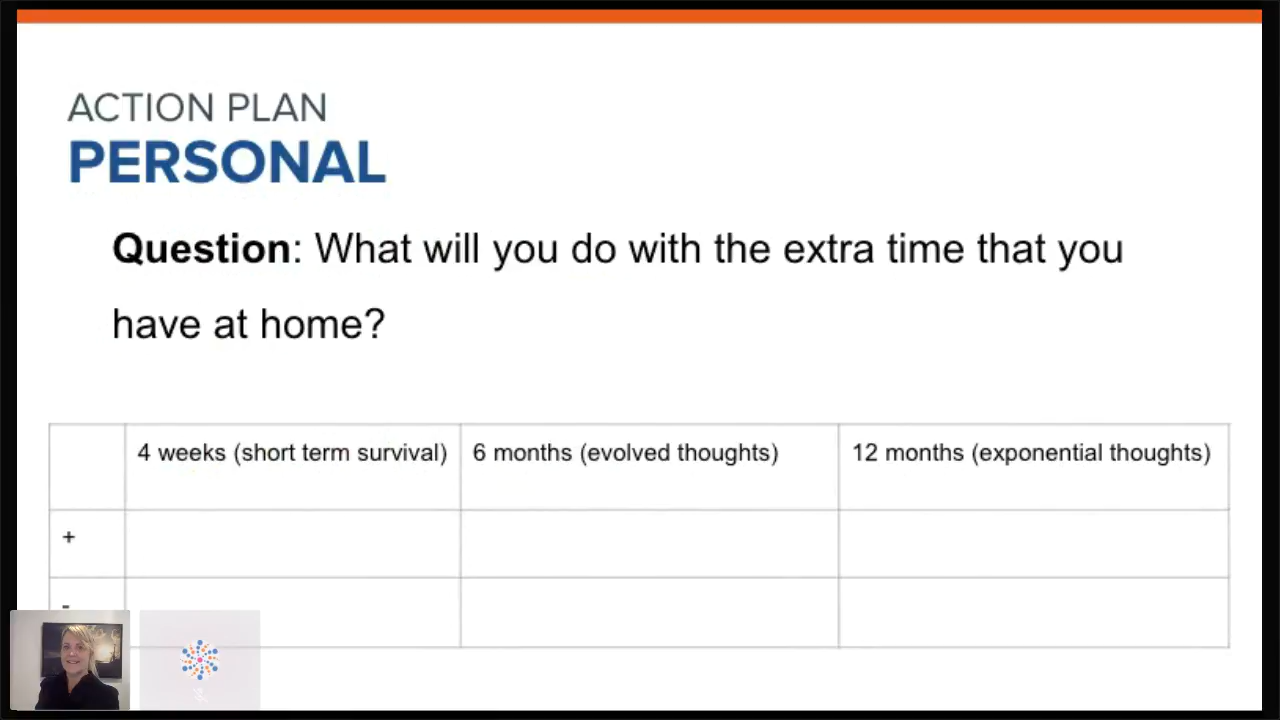 ACTION PLAN
PERSONAL
Question: What will you do with the extra time that you
have at home?
4 weeks (short term survival) 6 months (evolved thoughts) 12 months (exponential thoughts)
+
-